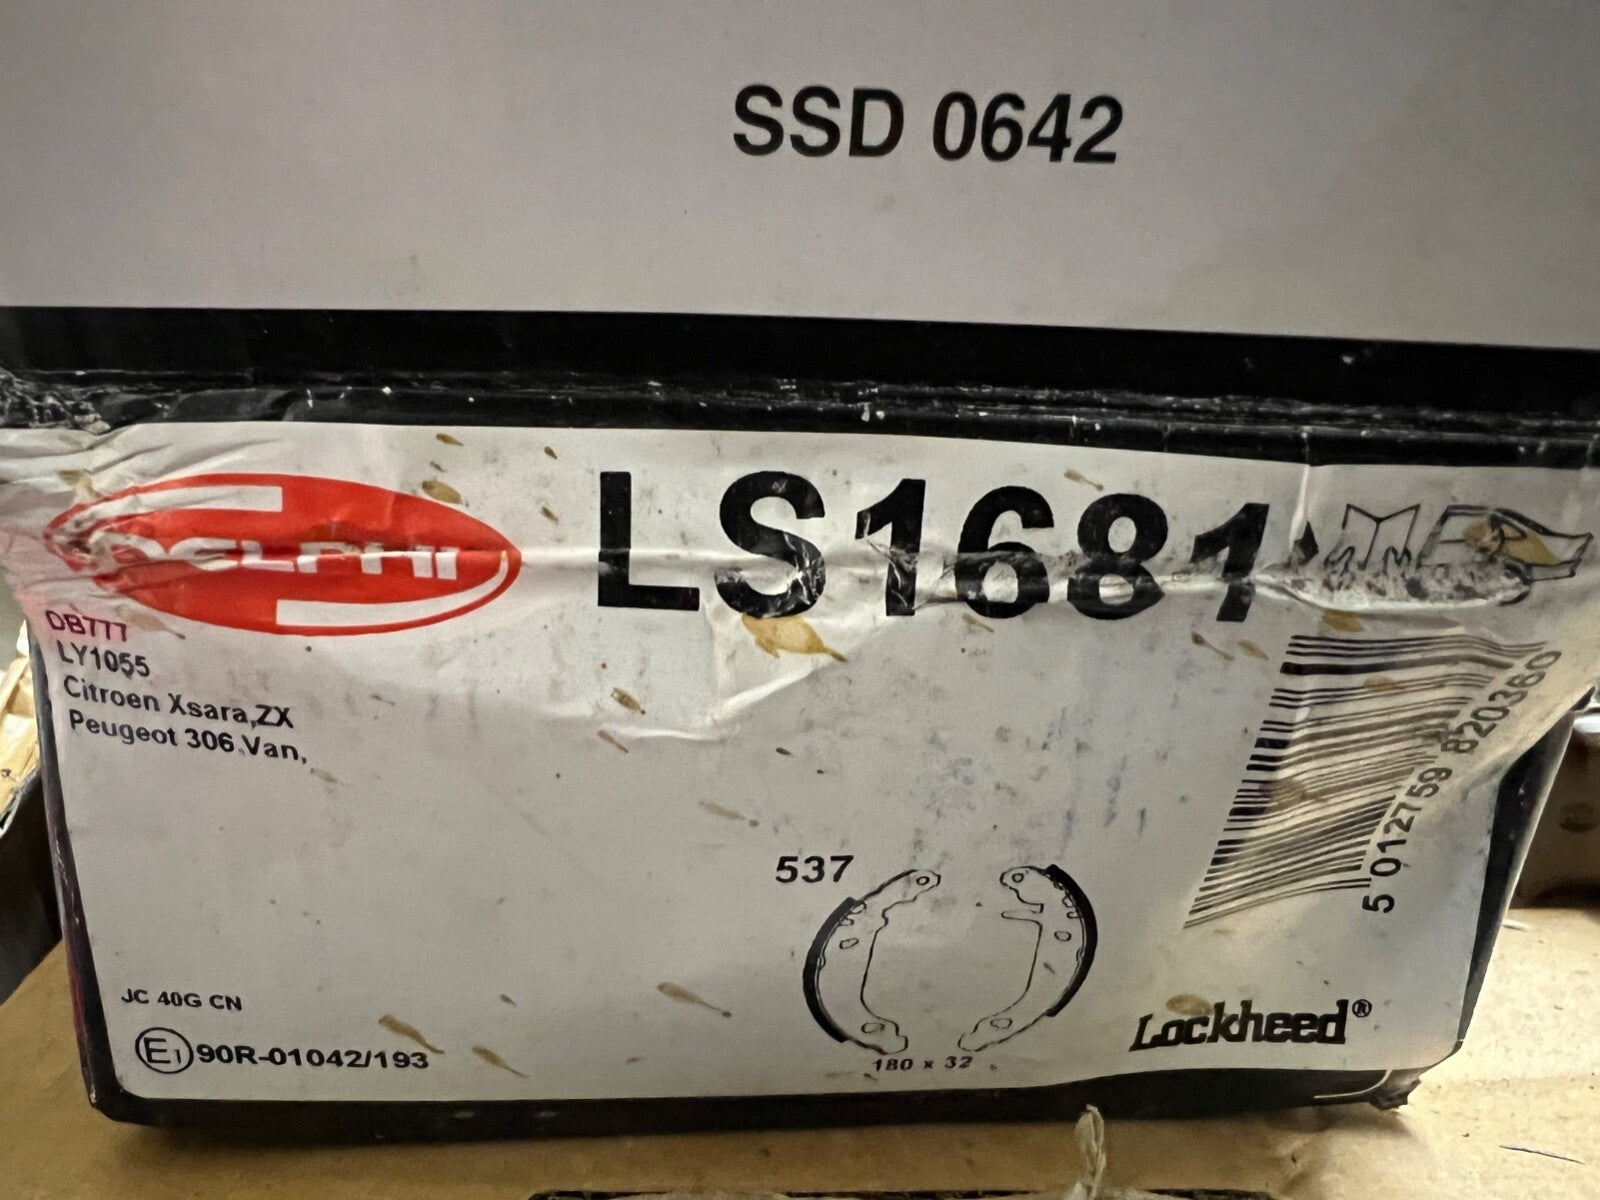 SSD 0642
DELPHI
LS1681
DB777
LY1055
Citroen Xsara,ZX
Peugeot 306.Van,
5 012759 820360
537
180 x 32
JC 40G CN
E1 90R-01042/193
Lockheed®